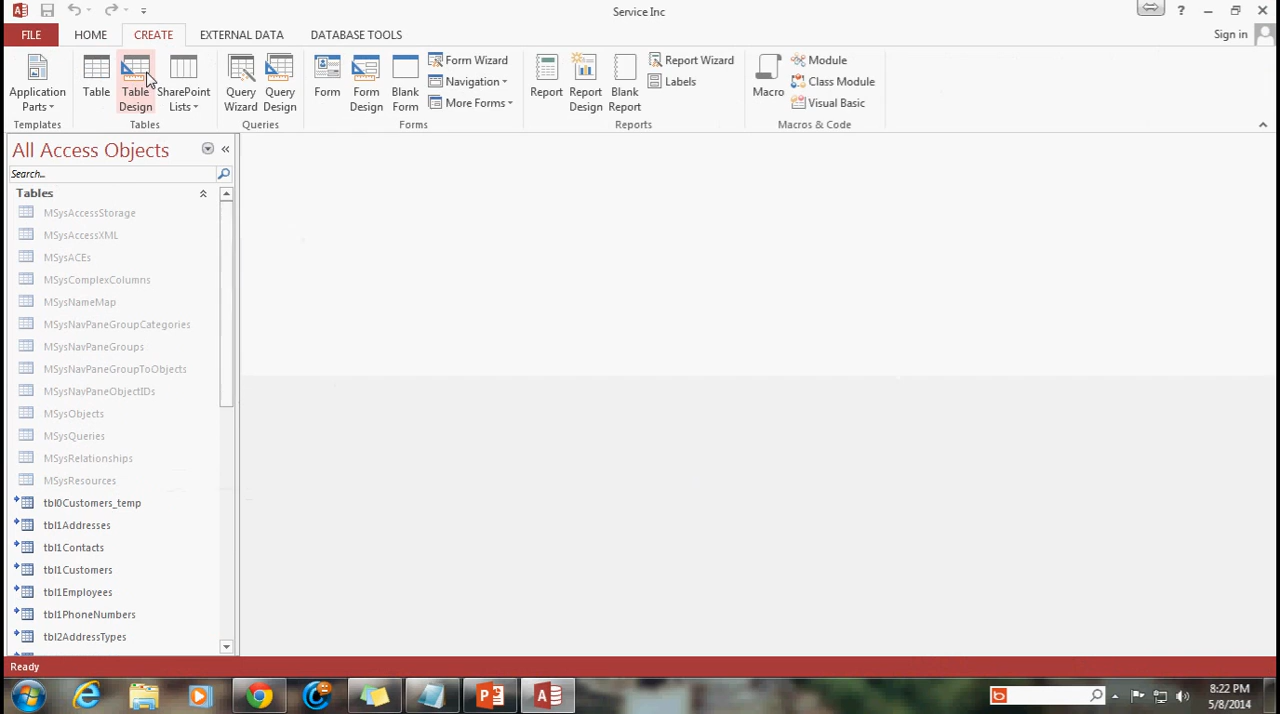 Service Inc
?
FILE HOME CREATE EXTERNAL DATA DATABASE TOOLS Sign in
Application Parts
Table
Table Design
SharePoint Lists
Query Wizard
Query Design
Form
Form Design
Blank Form
Form Wizard
Navigation
More Forms
Report
Report Design
Blank Report
Report Wizard
Labels
Macro
Module
Class Module
Visual Basic
Templates Tables Queries Forms Reports Macros & Code
All Access Objects
Search...
Tables
MSysAccessStorage
MSysAccessXML
MSysACEs
MSysComplexColumns
MSysNameMap
MSysNavPaneGroupCategories
MSysNavPaneGroups
MSysNavPaneGroupToObjects
MSysNavPaneObjectIDs
MSysObjects
MSysQueries
MSysRelationships
MSysResources
tbl0Customers_temp
tbl1Addresses
tbl1Contacts
tbl1Customers
tbl1Employees
tbl1PhoneNumbers
tbl2AddressTypes
Ready
8:22 PM
5/8/2014